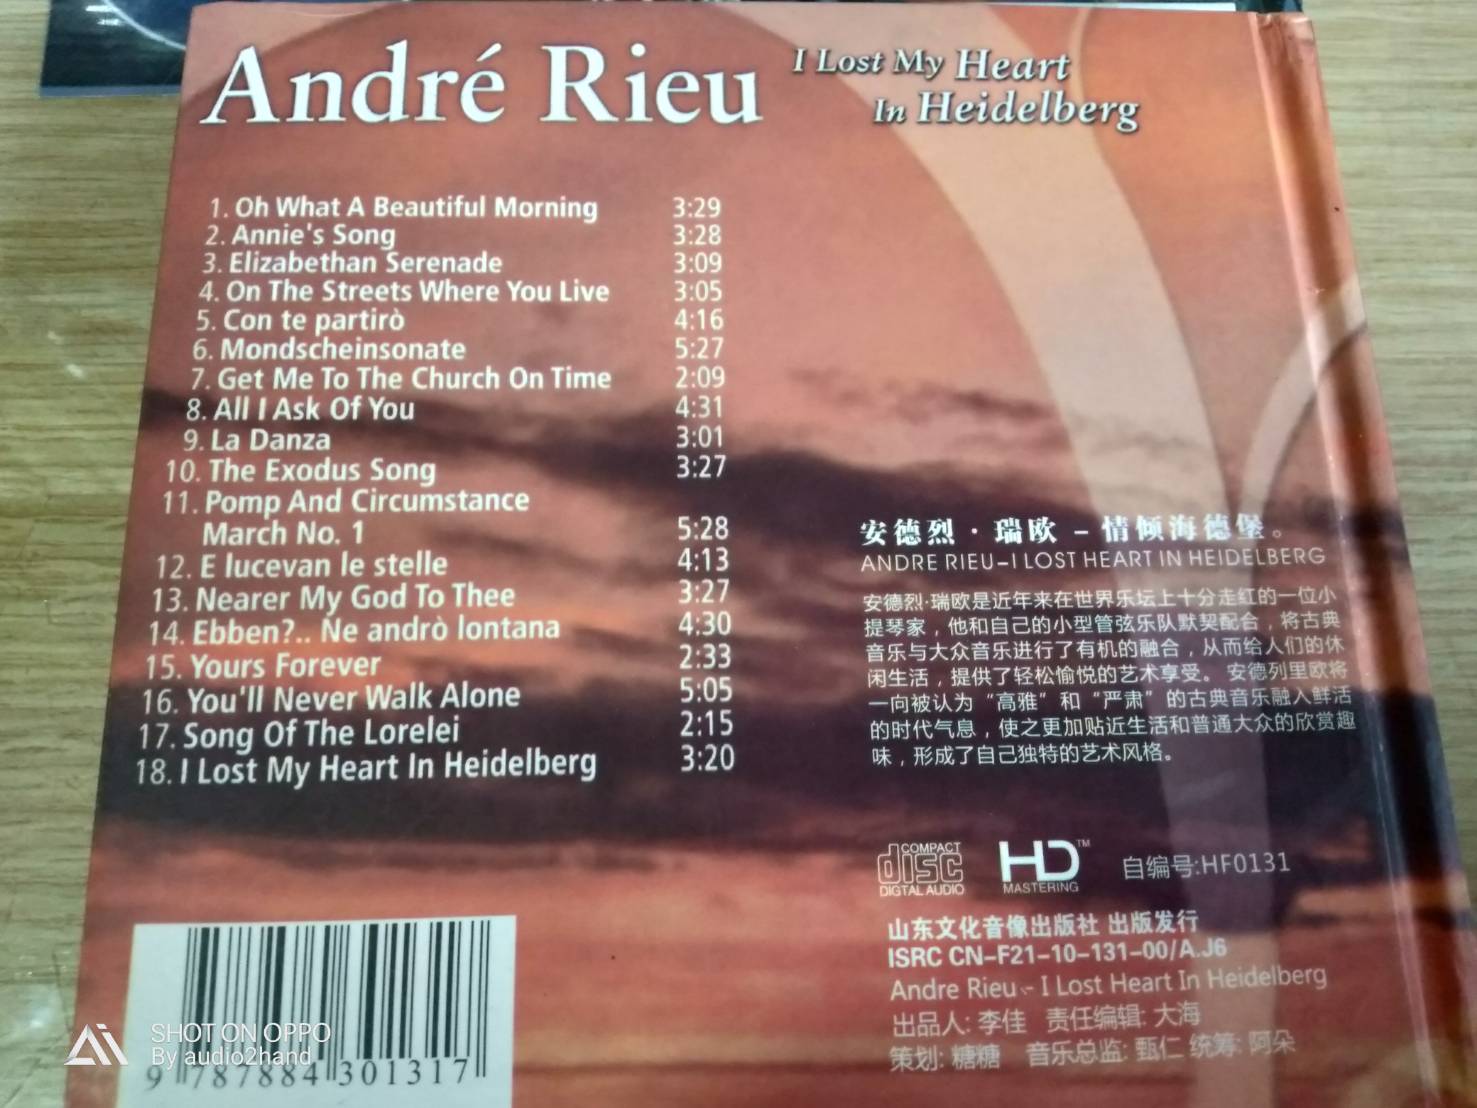 André Rieu
I Lost My Heart
In Heidelberg
1. Oh What A Beautiful Morning 3:29
2. Annie's Song 3:28
3. Elizabethan Serenade 3:09
4. On The Streets Where You Live 3:05
5. Con te partirò 4:16
6. Mondscheinsonate 5:27
7. Get Me To The Church On Time 2:09
8. All I Ask Of You 4:31
9. La Danza 3:01
10. The Exodus Song 3:27
11. Pomp And Circumstance
March No. 1 5:28
12. E lucevan le stelle 4:13
13. Nearer My God To Thee 3:27
14. Ebben?.. Ne andrò lontana 4:30
15. Yours Forever 2:33
16. You'll Never Walk Alone 5:05
17. Song Of The Lorelei 2:15
18. I Lost My Heart In Heidelberg 3:20
安德烈·瑞欧 - 情倾海德堡。
ANDRE RIEU-I LOST HEART IN HEIDELBERG
安德烈·瑞欧是近年来在世界乐坛上十分走红的一位小
提琴家，他和自己的小型管弦乐队默契配合，将古典
音乐与大众音乐进行了有机的融合，从而给人们的休
闲生活，提供了轻松愉悦的艺术享受。安德列里欧将
一向被认为“高雅”和“严肃”的古典音乐融入鲜活
的时代气息，使之更加贴近生活和普通大众的欣赏趣
味，形成了自己独特的艺术风格。
COMPACT
disc
DIGITAL AUDIO
HD™
MASTERING
自编号:HF0131
山东文化音像出版社 出版发行
ISRC CN-F21-10-131-00/A.J6
Andre Rieu - I Lost Heart In Heidelberg
出品人: 李佳 责任编辑: 大海
策划: 糖糖 音乐总监: 甄仁 统筹: 阿朵
9 787884 301317
SHOT ON OPPO
By audio2hand